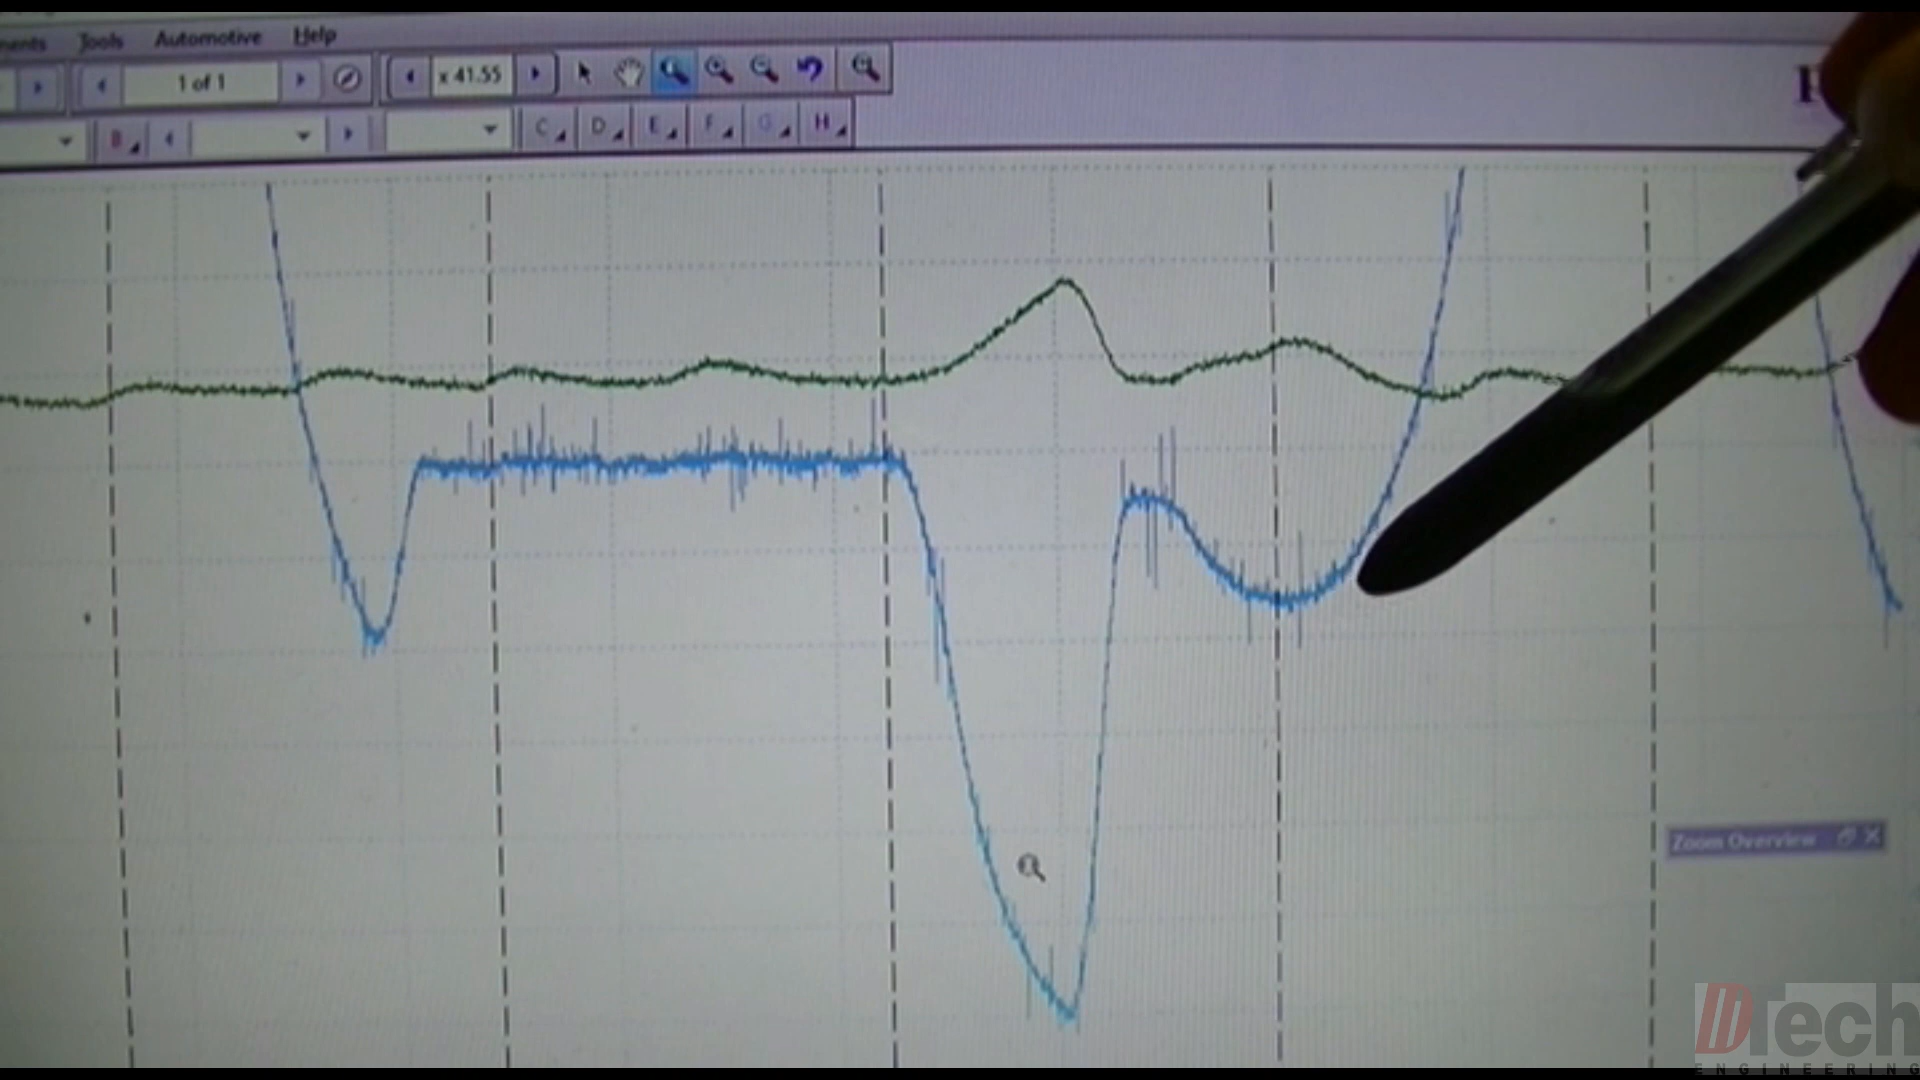 Tools Automotive Help
1 of 1 x 41.55
B C D E F G H
Zoom Overview
DTech
ENGINEERING